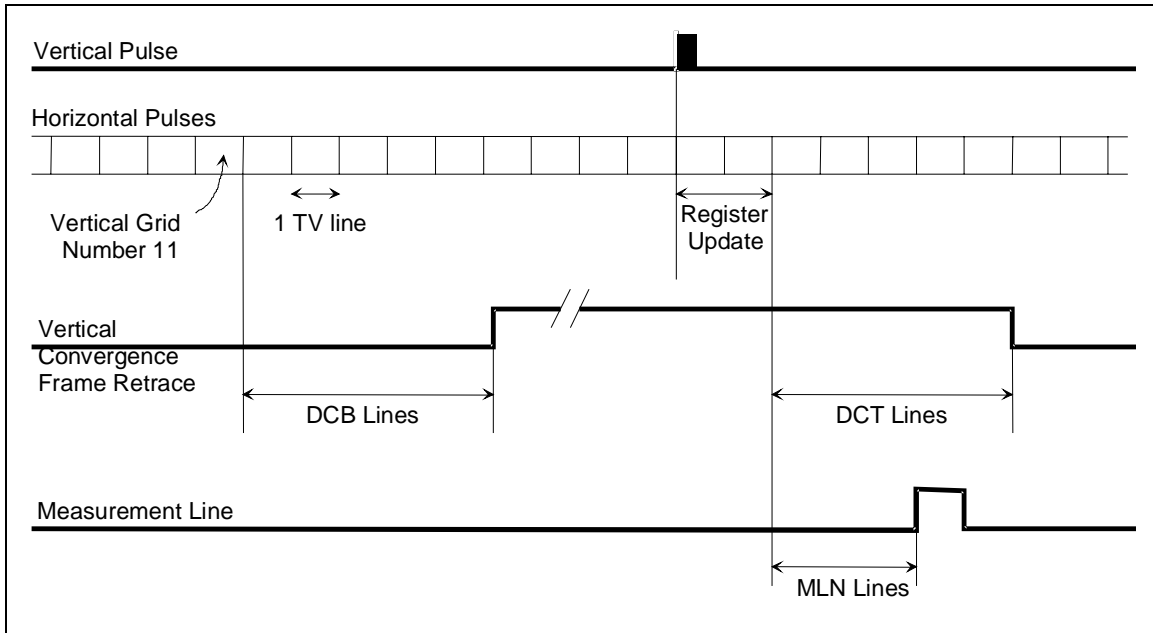 Vertical Pulse
Horizontal Pulses
Vertical Grid
Number 11
1 TV line
Register
Update
Vertical
Convergence
Frame Retrace
DCB Lines
DCT Lines
Measurement Line
MLN Lines